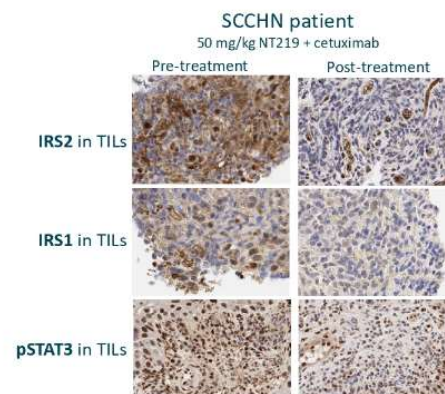 SCCHN patient
50 mg/kg NT219 + cetuximab
Pre-treatment Post-treatment
IRS2 in TILs
IRS1 in TILs
pSTAT3 in TILs